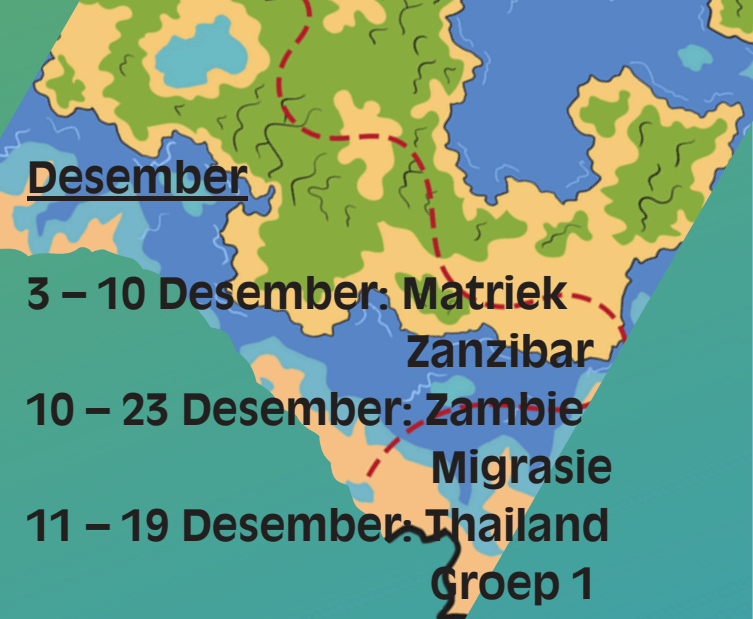 Desember
3 – 10 Desember: Matriek
Zanzibar
10 – 23 Desember: Zambie
Migrasie
11 – 19 Desember: Thailand
Groep 1